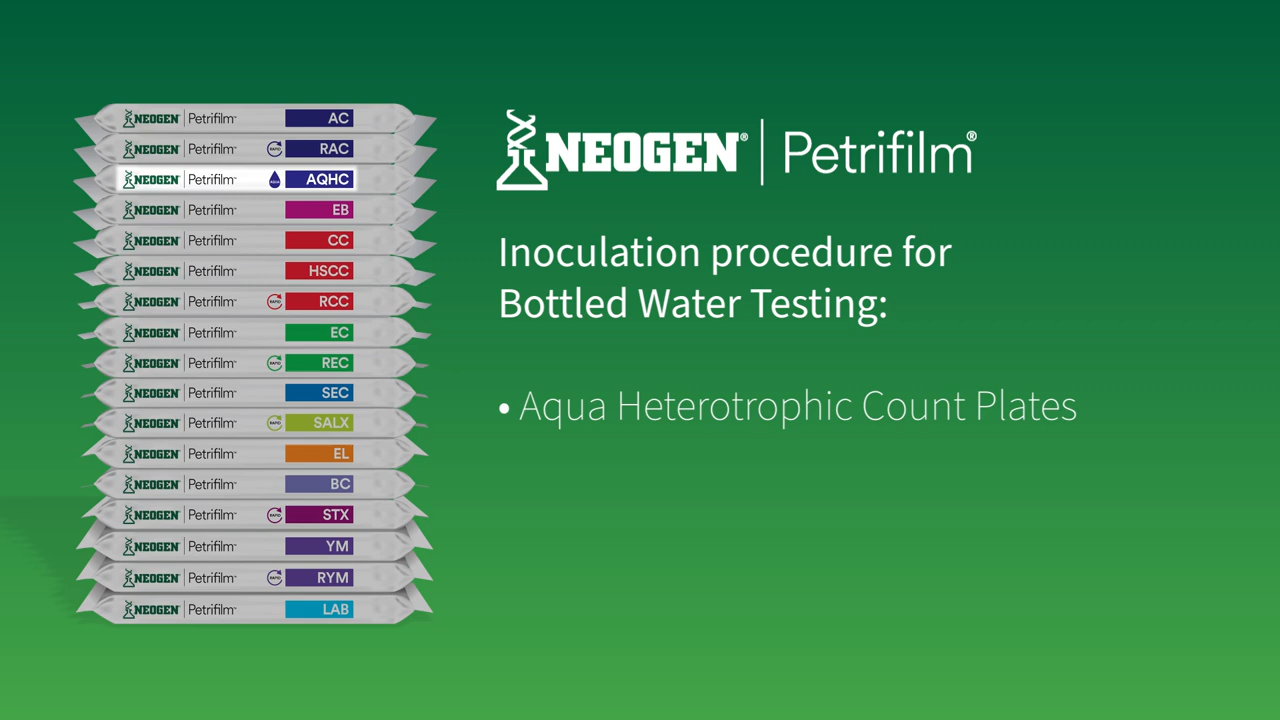 NEOGEN | Petrifilm AC
NEOGEN | Petrifilm RAPID RAC
NEOGEN | Petrifilm AQUA AQHC
NEOGEN | Petrifilm EB
NEOGEN | Petrifilm CC
NEOGEN | Petrifilm HSCC
NEOGEN | Petrifilm RAPID RCC
NEOGEN | Petrifilm EC
NEOGEN | Petrifilm RAPID REC
NEOGEN | Petrifilm SEC
NEOGEN | Petrifilm RAPID SALX
NEOGEN | Petrifilm EL
NEOGEN | Petrifilm BC
NEOGEN | Petrifilm RAPID STX
NEOGEN | Petrifilm YM
NEOGEN | Petrifilm RAPID RYM
NEOGEN | Petrifilm LAB
NEOGEN® | Petrifilm®
Inoculation procedure for
Bottled Water Testing:
• Aqua Heterotrophic Count Plates